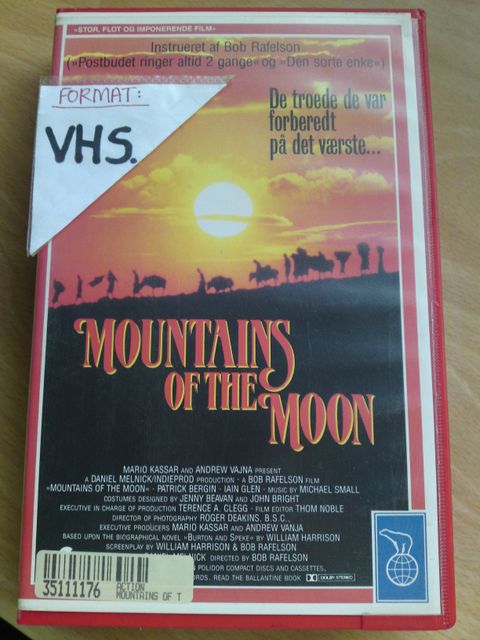 »STOR, FLOT OG IMPONERENDE FILM«
Instrueret af Bob Rafelson
(»Postbudet ringer altid 2 gange« og »Den sorte enke«)
FORMAT:
VHS.
De troede de var
forberedt
på det værste...
MOUNTAINS
OF THE
MOON
MARIO KASSAR AND ANDREW VAJNA PRESENT
A DANIEL MELNICK/INDIEPROD PRODUCTION · A BOB RAFELSON FILM
»MOUNTAINS OF THE MOON« · PATRICK BERGIN · IAIN GLEN · MUSIC BY MICHAEL SMALL
COSTUMES DESIGNED BY JENNY BEAVAN AND JOHN BRIGHT
EXECUTIVE IN CHARGE OF PRODUCTION TERENCE A. CLEGG · FILM EDITOR THOM NOBLE
DIRECTOR OF PHOTOGRAPHY ROGER DEAKINS, B.S.C.,
EXECUTIVE PRODUCERS MARIO KASSAR AND ANDREW VANJA
BASED UPON THE BIOGRAPHICAL NOVEL »BURTON AND SPEKE« BY WILLIAM HARRISON
SCREENPLAY BY WILLIAM HARRISON & BOB RAFELSON
MELNICK DIRECTED BY BOB RAFELSON
POLIDOR COMPACT DISCS AND CASSETTES.
READ THE BALLANTINE BOOK DOLBY STEREO
35111176
ACTION
MOUNTAINS OF T